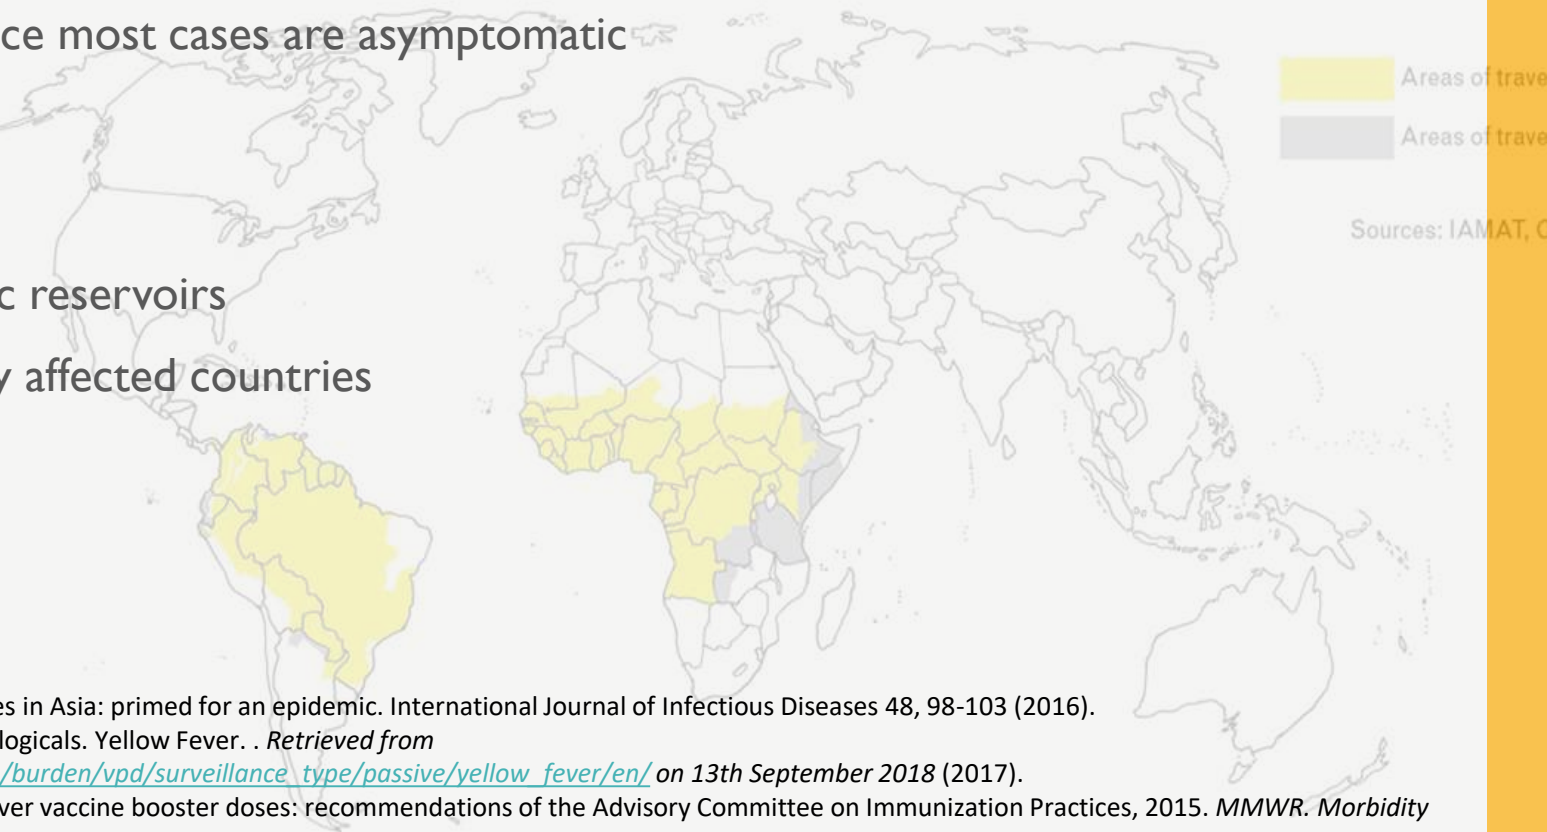 ce most cases are asymptomatic
Areas of trave
Areas of trave
Sources: IAMAT, C
c reservoirs
y affected countries
es in Asia: primed for an epidemic. International Journal of Infectious Diseases 48, 98-103 (2016).
logicals. Yellow Fever. . Retrieved from
/burden/vpd/surveillance_type/passive/yellow_fever/en/ on 13th September 2018 (2017).
ver vaccine booster doses: recommendations of the Advisory Committee on Immunization Practices, 2015. MMWR. Morbidity